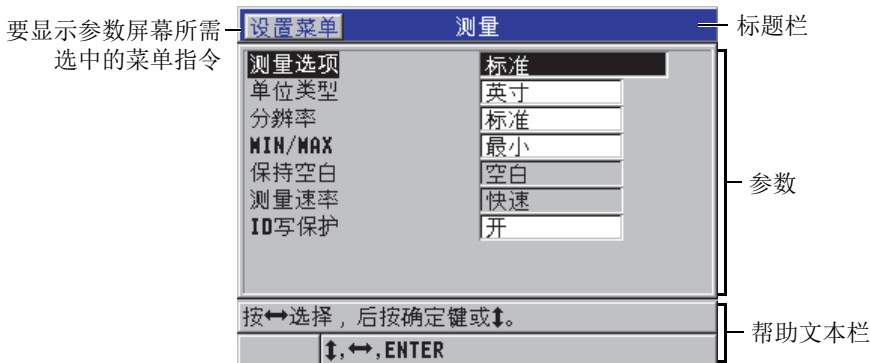 要显示参数屏幕所需
选中的菜单指令
设置菜单 测量
标题栏
测量选项 标准
单位类型 英寸
分辨率 标准
MIN/MAX 最小
保持空白 空白
测量速率 快速
ID写保护 开
参数
按↔选择，后按确定键或↕。
↕,↔,ENTER
帮助文本栏